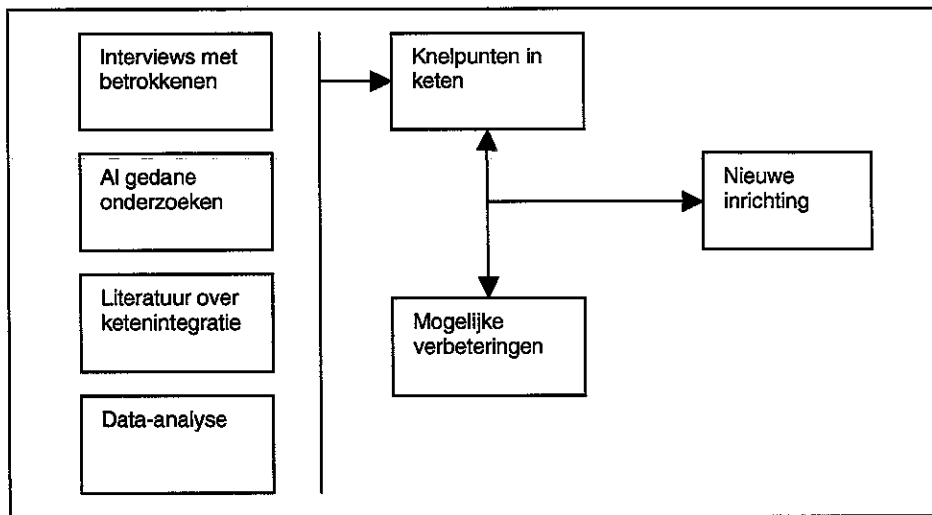 Interviews met
betrokkenen
Al gedane
onderzoeken
Literatuur over
ketenintegratie
Data-analyse
Knelpunten in
keten
Mogelijke
verbeteringen
Nieuwe
inrichting